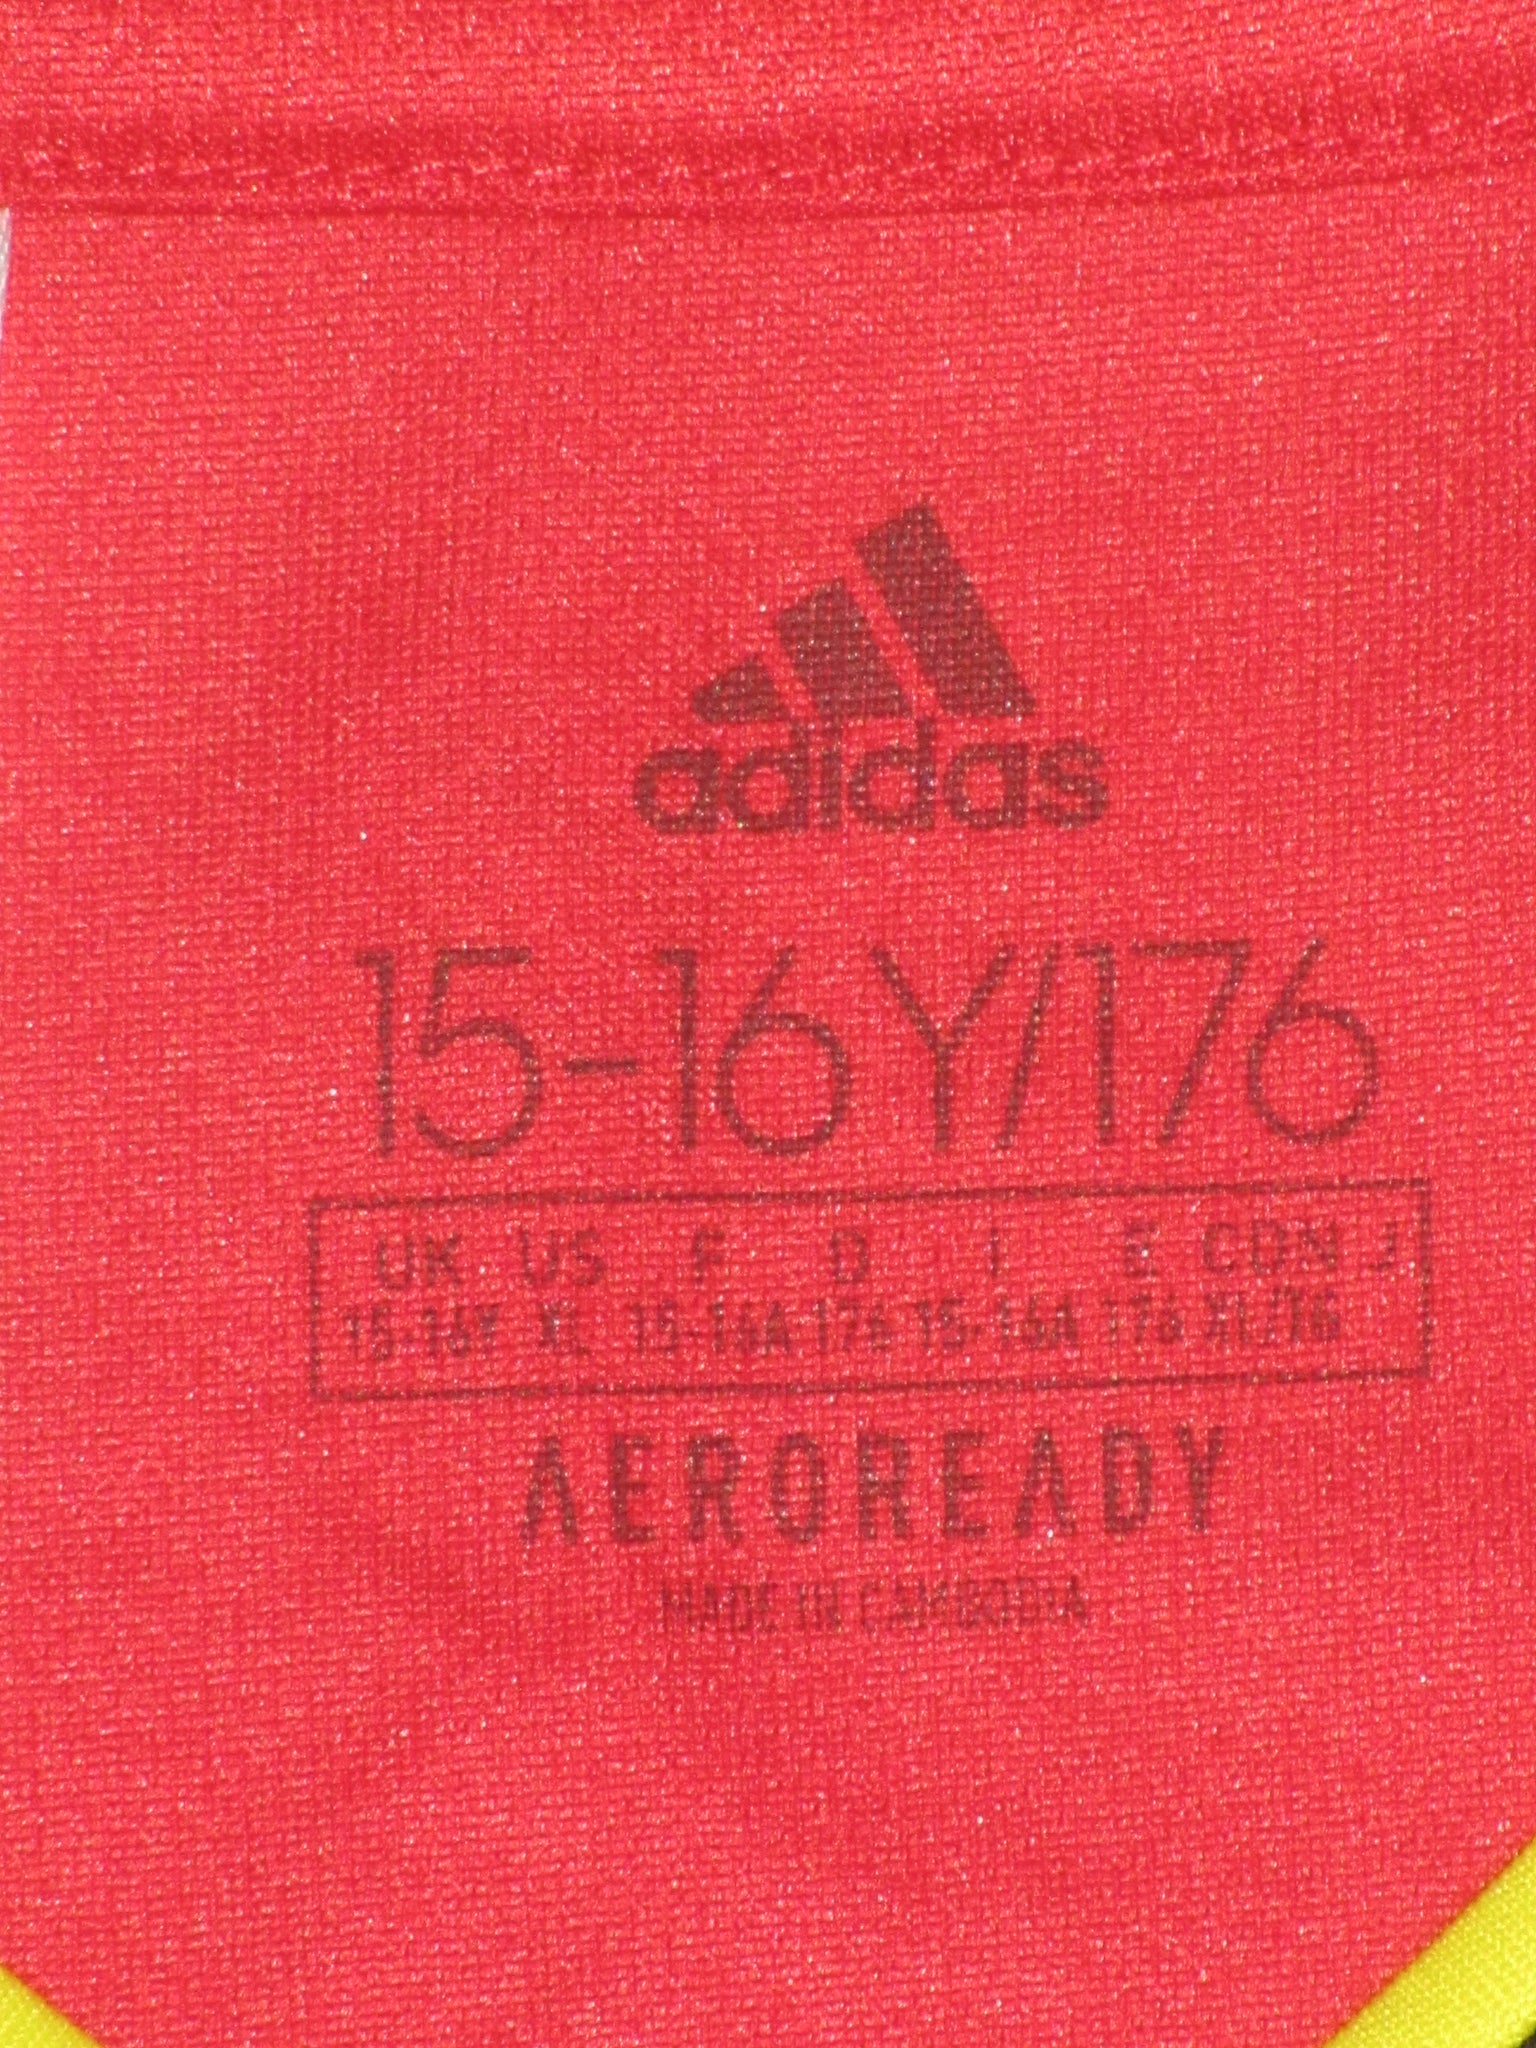 adidas
15-16Y/176
UK US F D I E CDN J
15-16Y XL 15-16A 176 15-16A 176 XL/16
AEROREADY
MADE IN CAMBODIA